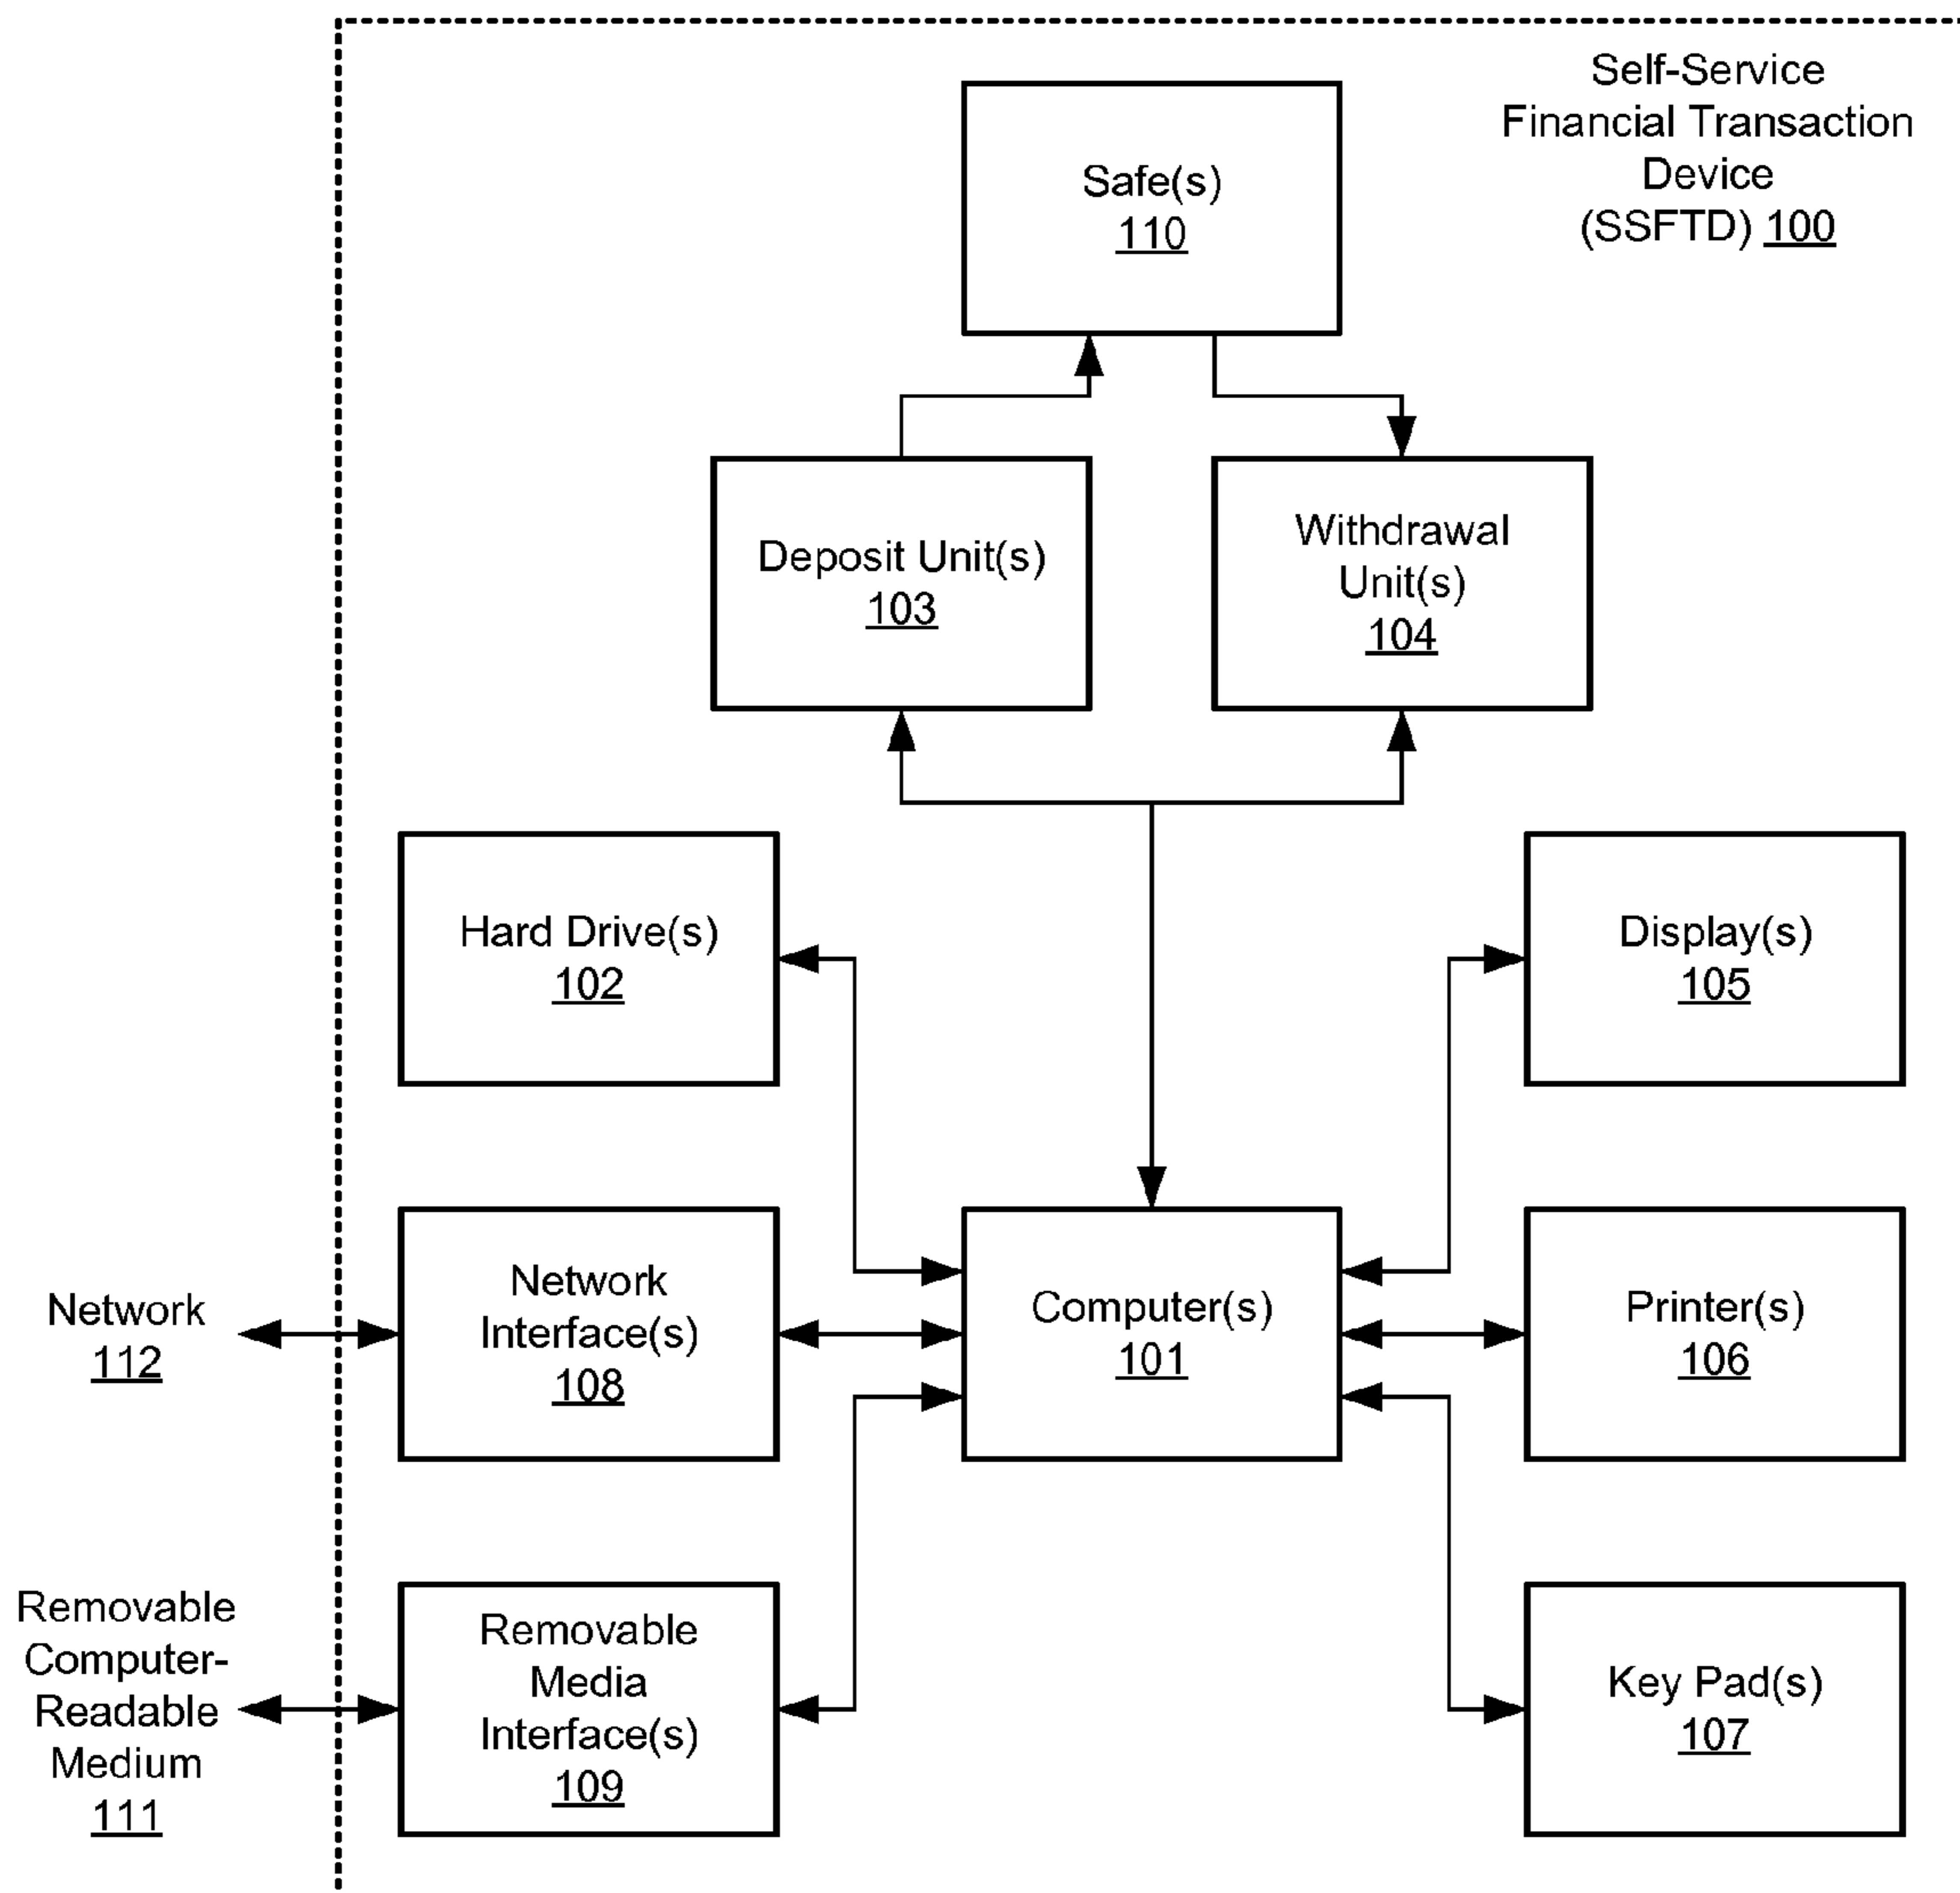 Self-Service
Financial Transaction
Device
(SSFTD) 100
Safe(s)
110
Deposit Unit(s)
103
Withdrawal
Unit(s)
104
Hard Drive(s)
102
Display(s)
105
Network
112
Network
Interface(s)
108
Computer(s)
101
Printer(s)
106
Removable
Computer-
Readable
Medium
111
Removable
Media
Interface(s)
109
Key Pad(s)
107